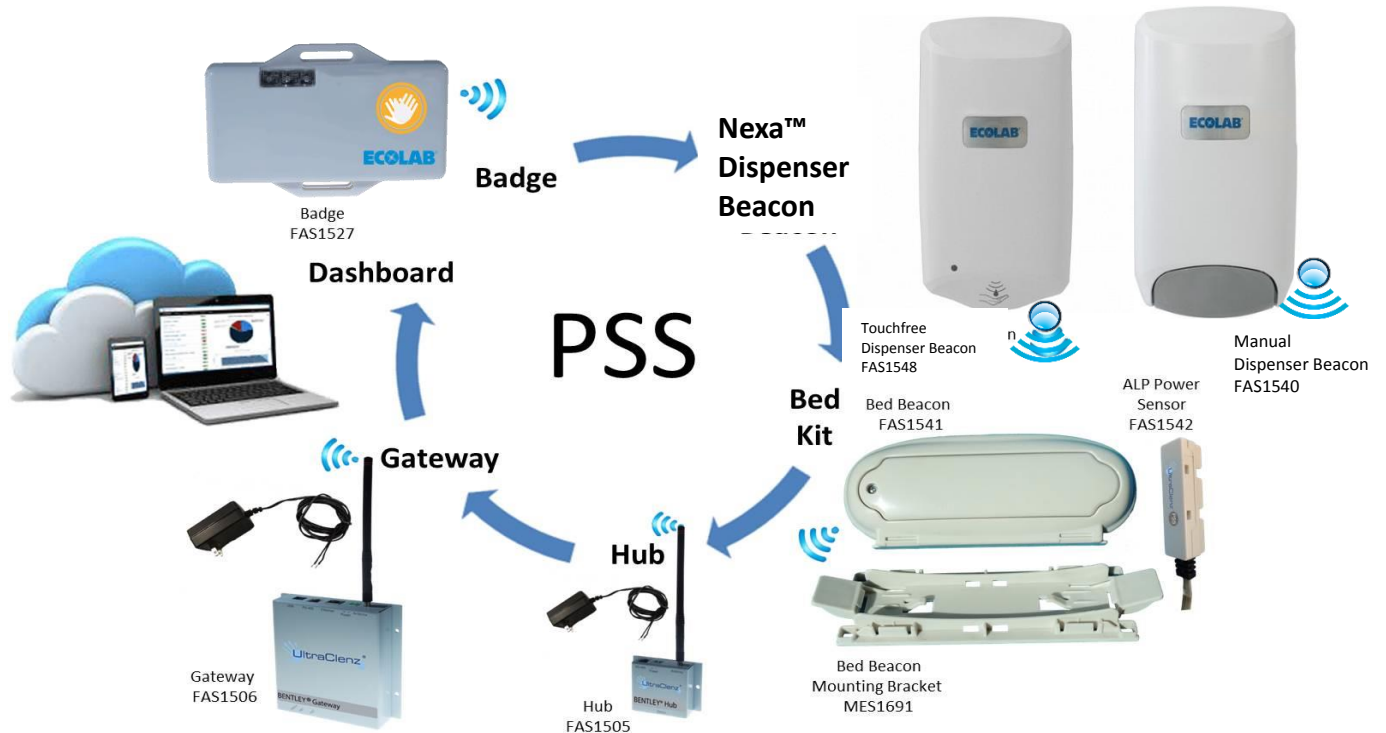 ECOLAB
Badge
FAS1527
Badge
Nexa™
Dispenser
Beacon
ECOLAB
ECOLAB
Touchfree
Dispenser Beacon
FAS1548
n
Manual
Dispenser Beacon
FAS1540
Dashboard
PSS
Bed
Kit
Bed Beacon
FAS1541
ALP Power
Sensor
FAS1542
UltraClenz
Bed Beacon
Mounting Bracket
MES1691
Hub
UltraClenz
BENTLEY® Hub
Hub
FAS1505
Gateway
UltraClenz®
BENTLEY® Gateway
Gateway
FAS1506